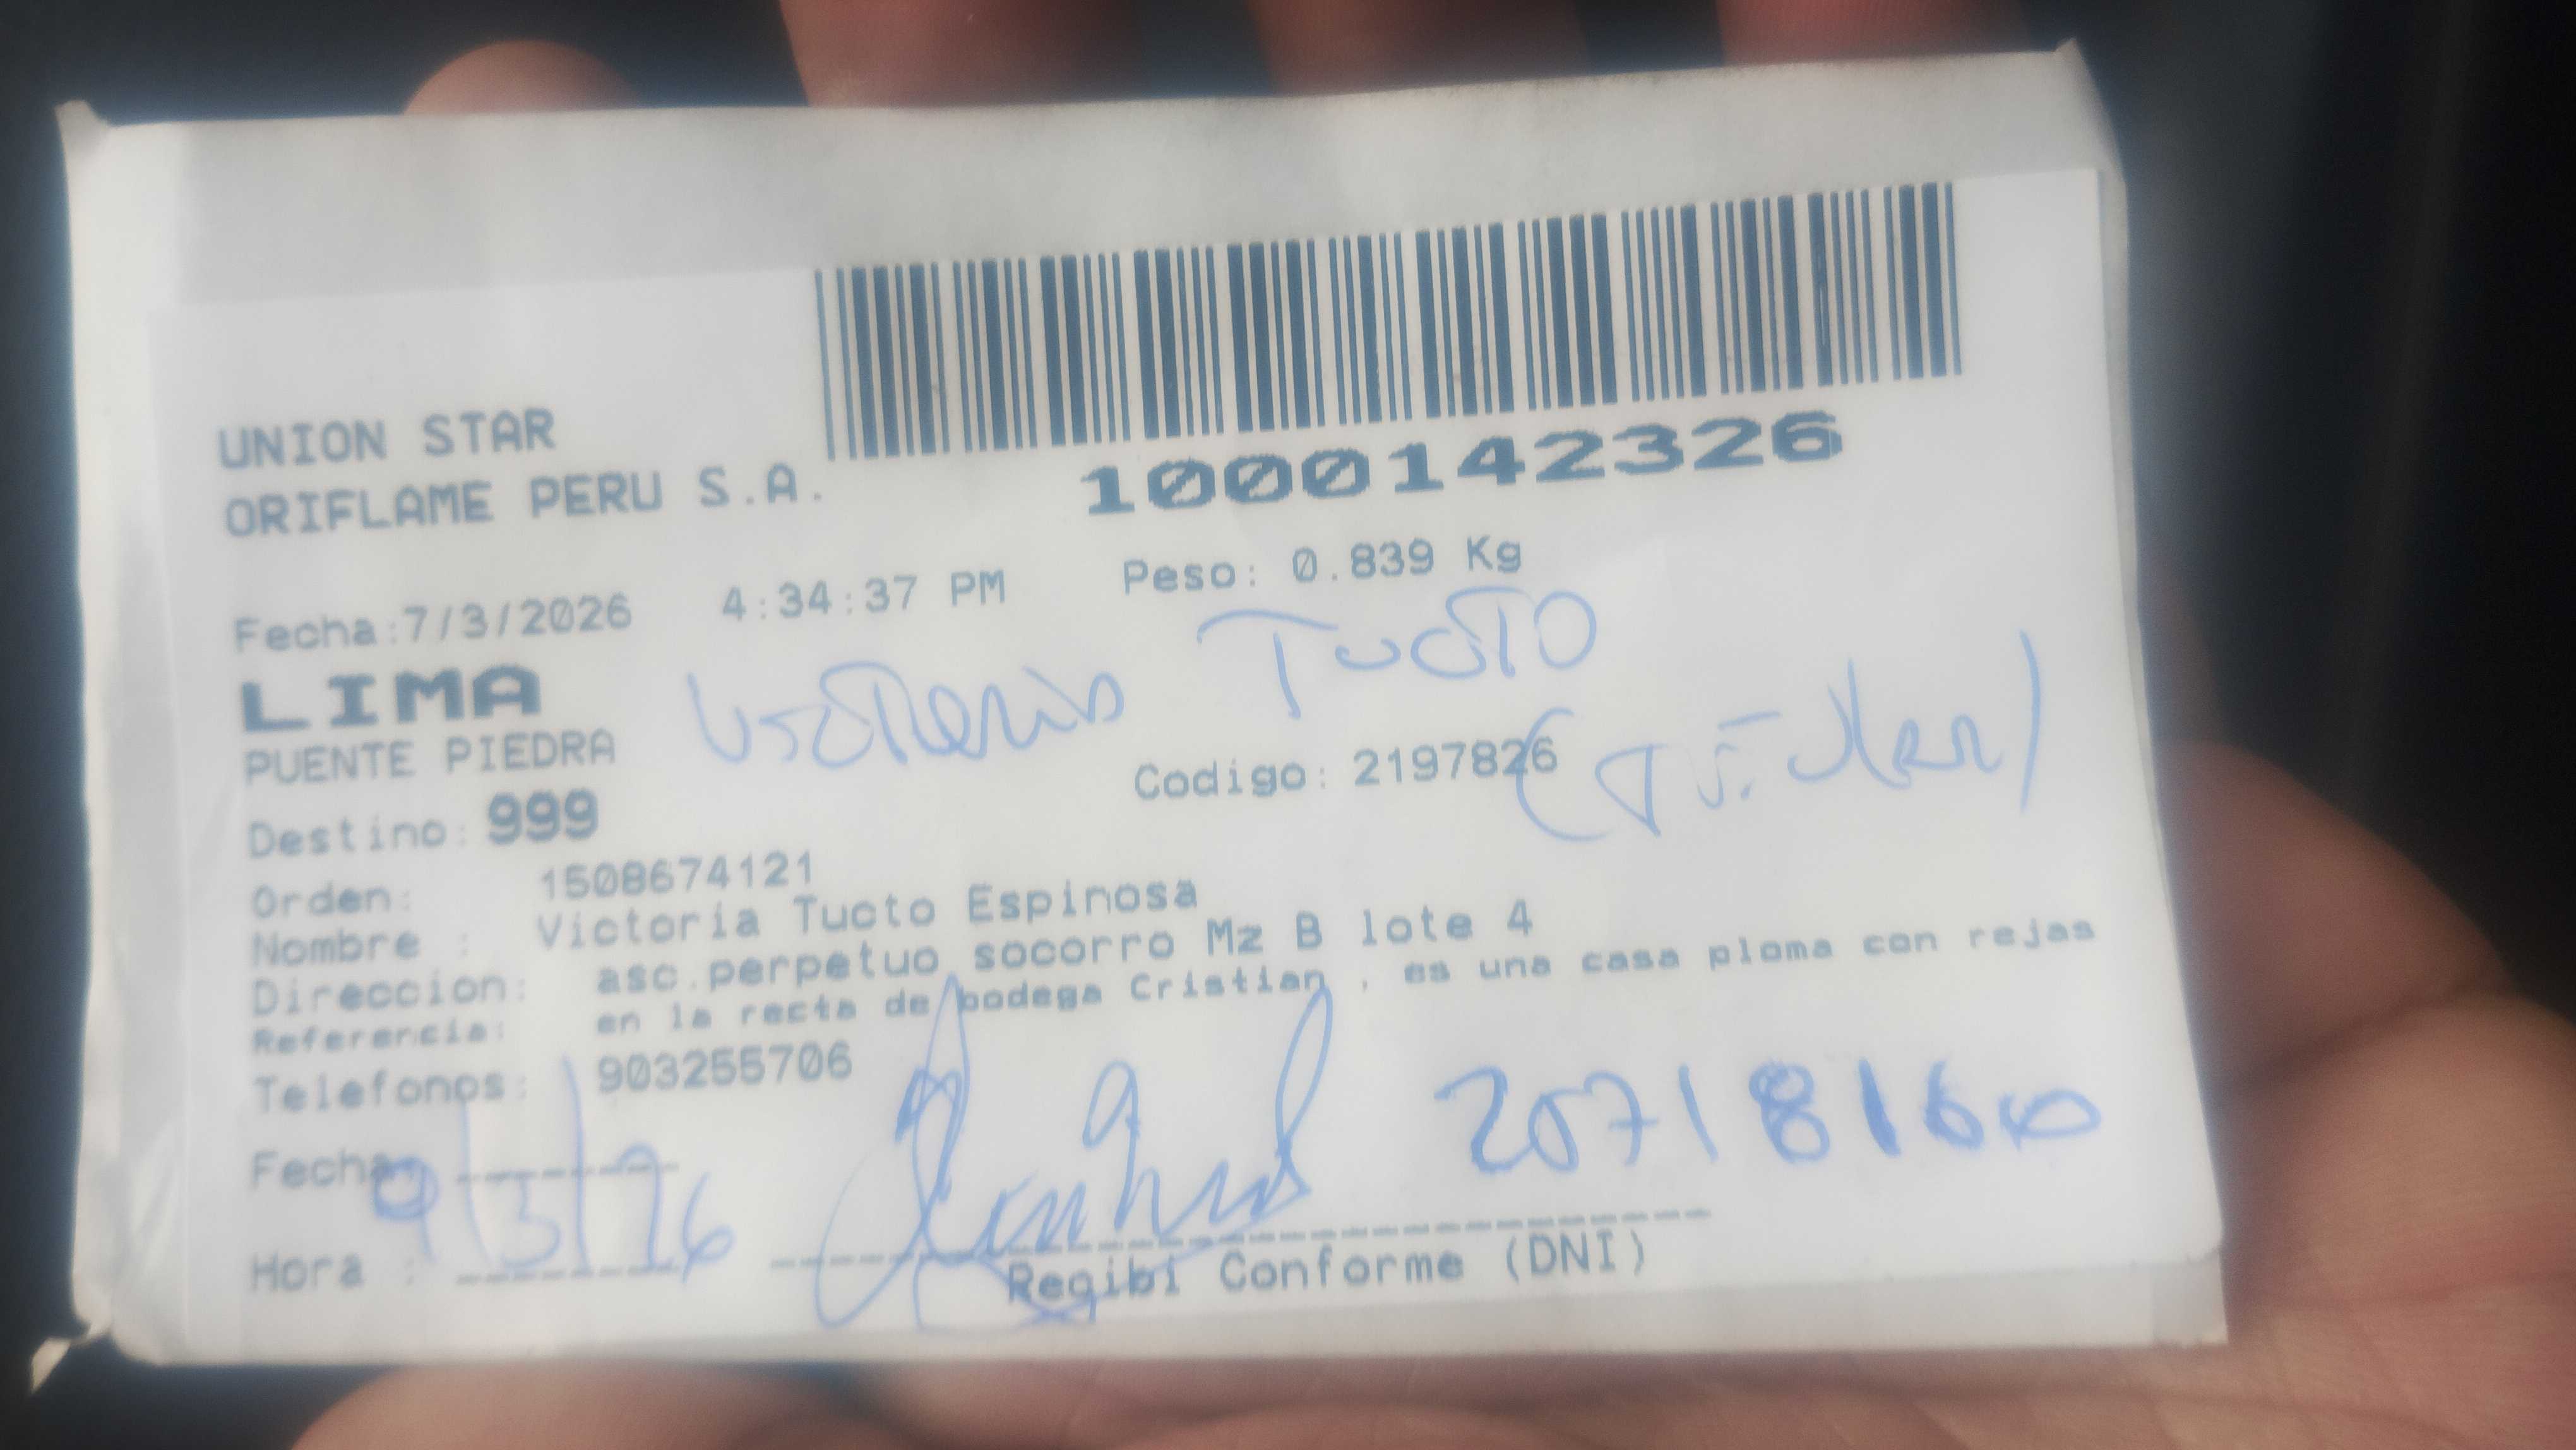 UNION STAR
ORIFLAME PERU S.A.
1000142326
Fecha:7/3/2026 4:34:37 PM Peso: 0.839 Kg
LIMA
Tucto
PUENTE PIEDRA
Codigo: 2197826
Destino: 999
Orden: 1508674121
Nombre : Victoria Tucto Espinosa
Direccion: asc.perpetuo socorro Mz B lote 4
Referencia: en la recta de bodega Cristian , es una casa ploma con rejas
Telefonos: 903255706
Fecha: 9/3/26
Hora :
Recibi Conforme (DNI)